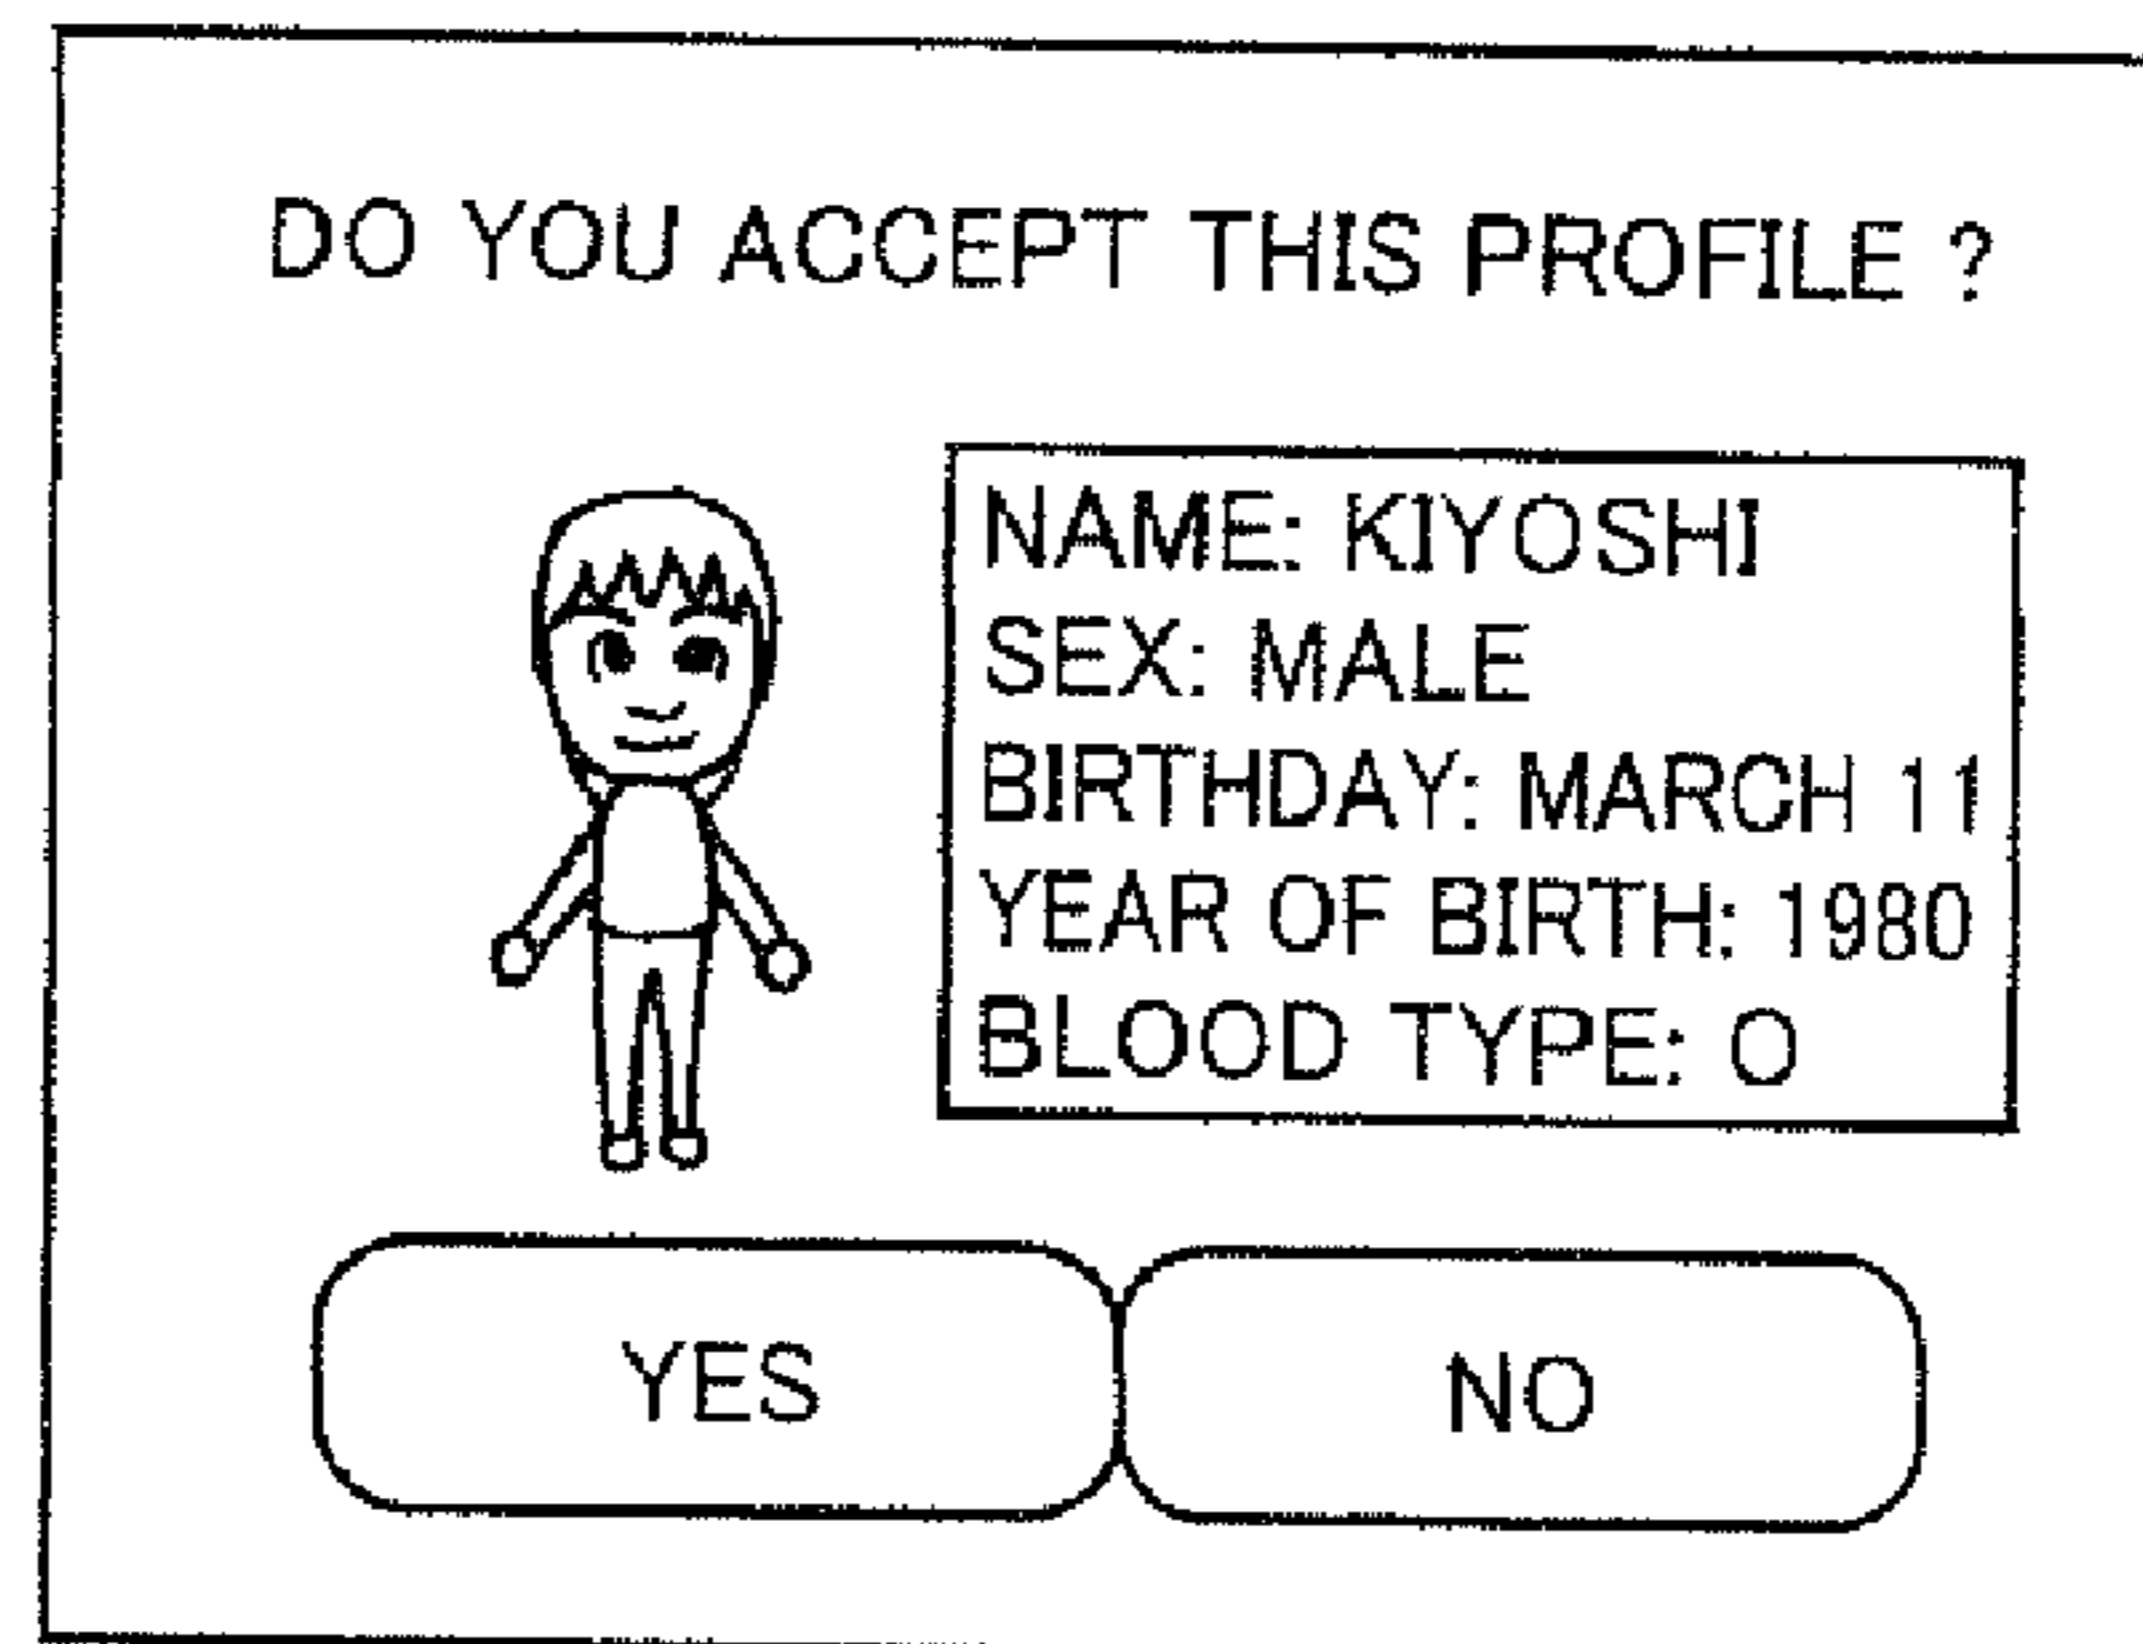 DO YOU ACCEPT THIS PROFILE ?
NAME: KIYOSHI
SEX: MALE
BIRTHDAY: MARCH 11
YEAR OF BIRTH: 1980
BLOOD TYPE: O
YES
NO